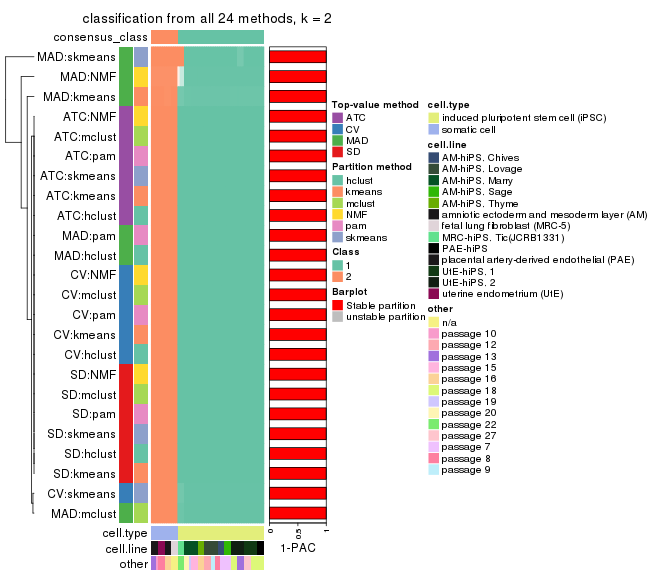 classification from all 24 methods, k = 2
consensus_class
MAD:skmeans
MAD:NMF
MAD:kmeans
ATC:NMF
ATC:mclust
ATC:pam
ATC:skmeans
ATC:kmeans
ATC:hclust
MAD:pam
MAD:hclust
CV:NMF
CV:mclust
CV:pam
CV:kmeans
CV:hclust
SD:NMF
SD:mclust
SD:pam
SD:skmeans
SD:hclust
SD:kmeans
CV:skmeans
MAD:mclust
cell.type
cell.line
other
0
0.5
1
1-PAC
Top-value method
ATC
CV
MAD
SD
Partition method
hclust
kmeans
mclust
NMF
pam
skmeans
Class
1
2
Barplot
Stable partition
unstable partition
cell.type
induced pluripotent stem cell (iPSC)
somatic cell
cell.line
AM-hiPS. Chives
AM-hiPS. Lovage
AM-hiPS. Marry
AM-hiPS. Sage
AM-hiPS. Thyme
amniotic ectoderm and mesoderm layer (AM)
fetal lung fibroblast (MRC-5)
MRC-hiPS. Tic(JCRB1331)
PAE-hiPS
placental artery-derived endothelial (PAE)
UtE-hiPS. 1
UtE-hiPS. 2
uterine endometrium (UtE)
other
n/a
passage 10
passage 12
passage 13
passage 15
passage 16
passage 18
passage 19
passage 20
passage 22
passage 27
passage 7
passage 8
passage 9